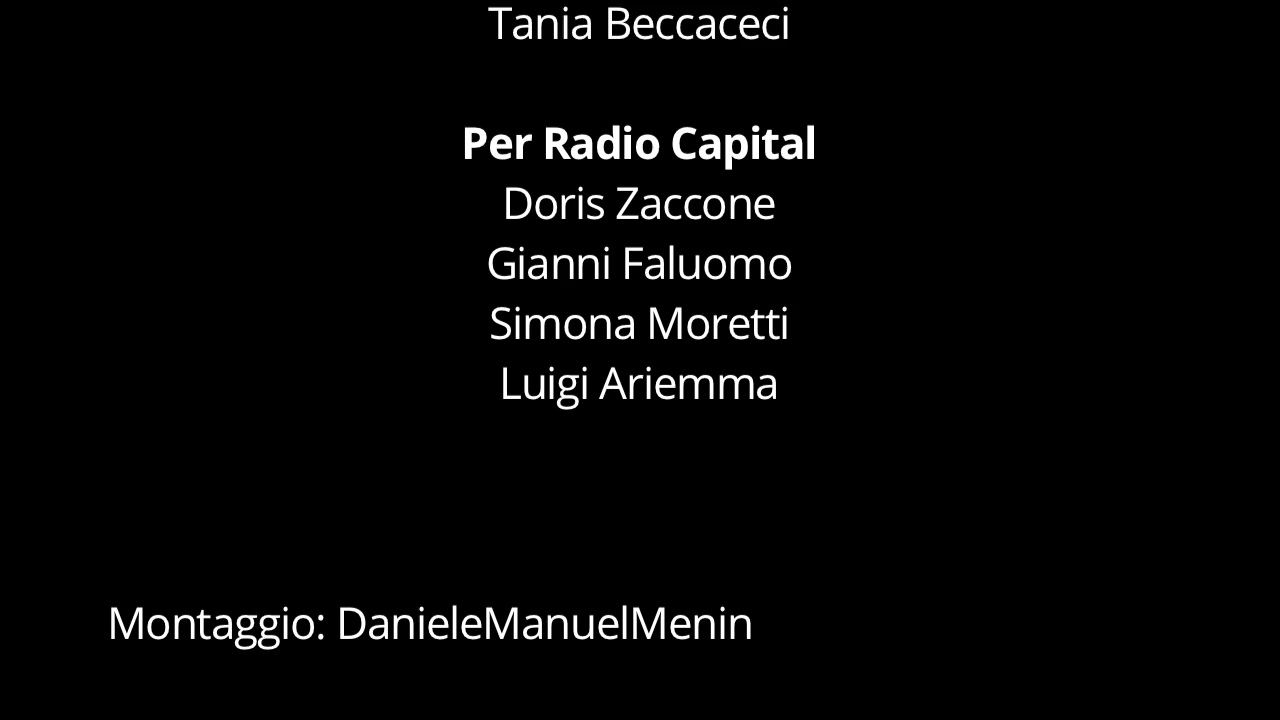 Tania Beccaceci
Per Radio Capital
Doris Zaccone
Gianni Faluomo
Simona Moretti
Luigi Ariemma
Montaggio: DanieleManuelMenin